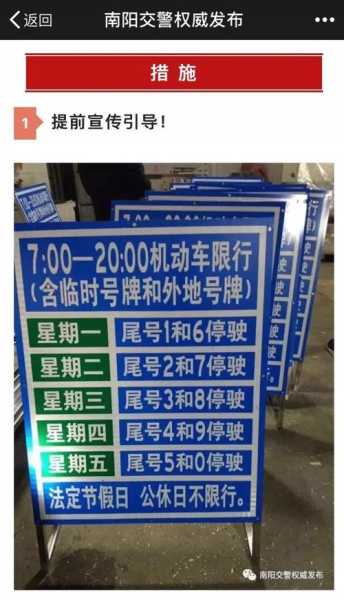 返回
南阳交警权威发布
措施
1
提前宣传引导！
7:00—20:00机动车限行
(含临时号牌和外地号牌)
星期一 尾号1和6停驶
星期二 尾号2和7停驶
星期三 尾号3和8停驶
星期四 尾号4和9停驶
星期五 尾号5和0停驶
法定节假日 公休日不限行。
南阳交警权威发布